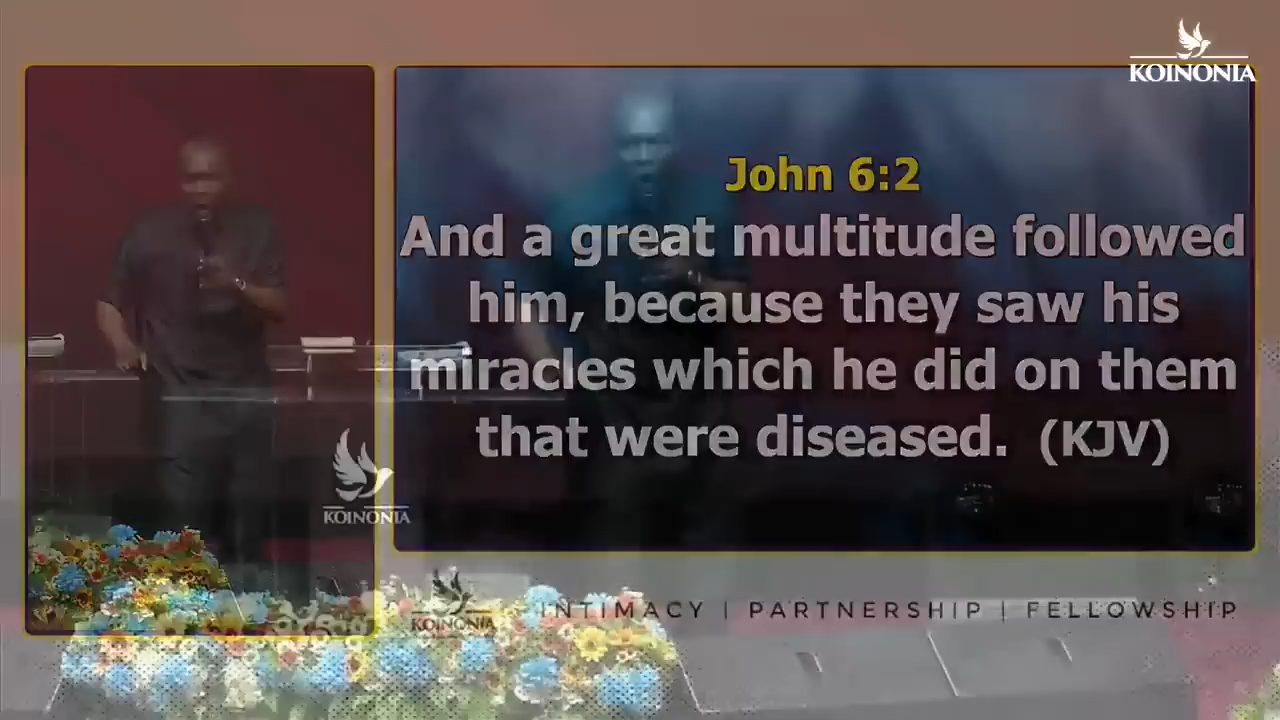 KOINONIA
John 6:2
And a great multitude followed
him, because they saw his
miracles which he did on them
that were diseased. (KJV)
KOINONIA
KOINONIA
INTIMACY | PARTNERSHIP | FELLOWSHIP